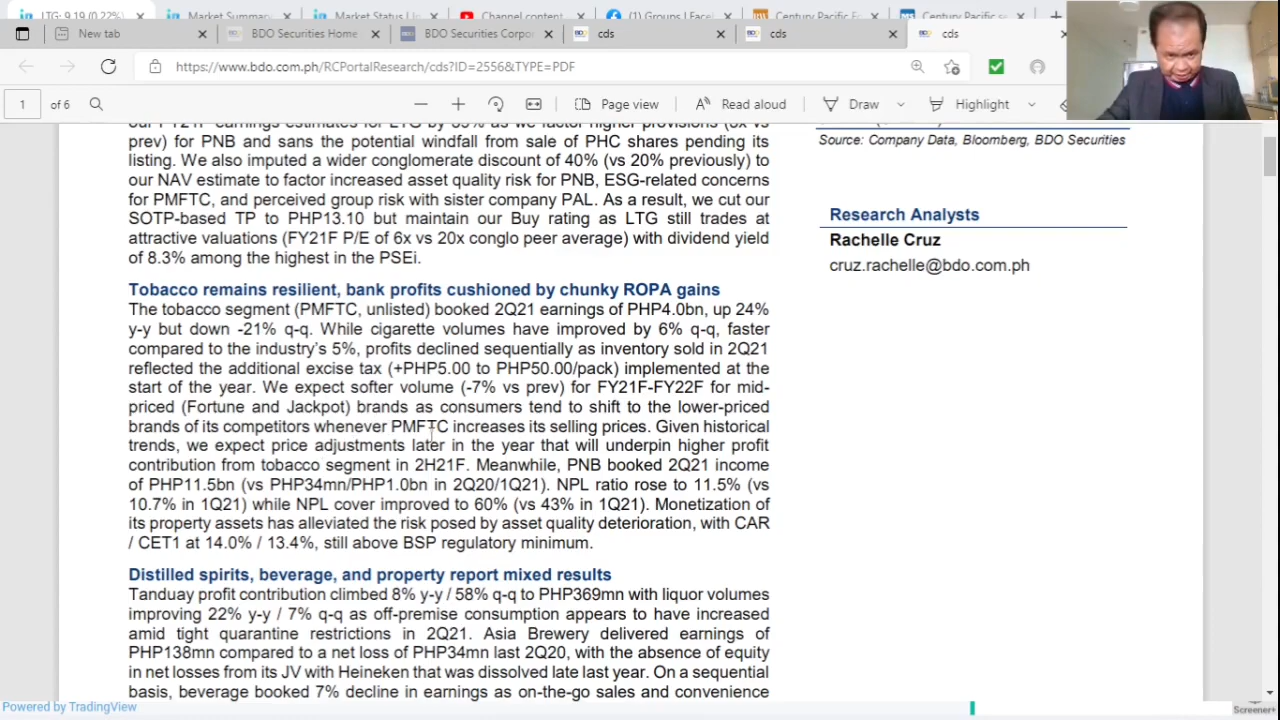 LTG: 9.19 (0.22%)
Market Summa
Market Status | I
Channel content
(1) Groups | Facel
Century Pacific Fo
Century Pacific se
New tab
BDO Securities Home
BDO Securities Corpo
cds
cds
cds
https://www.bdo.com.ph/RCPortalResearch/cds?ID=2556&TYPE=PDF
1 of 6
Page view
Read aloud
Draw
Highlight
prev) for PNB and sans the potential windfall from sale of PHC shares pending its
listing. We also imputed a wider conglomerate discount of 40% (vs 20% previously) to
our NAV estimate to factor increased asset quality risk for PNB, ESG-related concerns
for PMFTC, and perceived group risk with sister company PAL. As a result, we cut our
SOTP-based TP to PHP13.10 but maintain our Buy rating as LTG still trades at
attractive valuations (FY21F P/E of 6x vs 20x conglo peer average) with dividend yield
of 8.3% among the highest in the PSEi.
Tobacco remains resilient, bank profits cushioned by chunky ROPA gains
The tobacco segment (PMFTC, unlisted) booked 2Q21 earnings of PHP4.0bn, up 24%
y-y but down -21% q-q. While cigarette volumes have improved by 6% q-q, faster
compared to the industry's 5%, profits declined sequentially as inventory sold in 2Q21
reflected the additional excise tax (+PHP5.00 to PHP50.00/pack) implemented at the
start of the year. We expect softer volume (-7% vs prev) for FY21F-FY22F for mid-
priced (Fortune and Jackpot) brands as consumers tend to shift to the lower-priced
brands of its competitors whenever PMFTC increases its selling prices. Given historical
trends, we expect price adjustments later in the year that will underpin higher profit
contribution from tobacco segment in 2H21F. Meanwhile, PNB booked 2Q21 income
of PHP11.5bn (vs PHP34mn/PHP1.0bn in 2Q20/1Q21). NPL ratio rose to 11.5% (vs
10.7% in 1Q21) while NPL cover improved to 60% (vs 43% in 1Q21). Monetization of
its property assets has alleviated the risk posed by asset quality deterioration, with CAR
/ CET1 at 14.0% / 13.4%, still above BSP regulatory minimum.
Distilled spirits, beverage, and property report mixed results
Tanduay profit contribution climbed 8% y-y / 58% q-q to PHP369mn with liquor volumes
improving 22% y-y / 7% q-q as off-premise consumption appears to have increased
amid tight quarantine restrictions in 2Q21. Asia Brewery delivered earnings of
PHP138mn compared to a net loss of PHP34mn last 2Q20, with the absence of equity
in net losses from its JV with Heineken that was dissolved late last year. On a sequential
basis, beverage booked 7% decline in earnings as on-the-go sales and convenience
Source: Company Data, Bloomberg, BDO Securities
Research Analysts
Rachelle Cruz
cruz.rachelle@bdo.com.ph
Powered by TradingView
Screener+